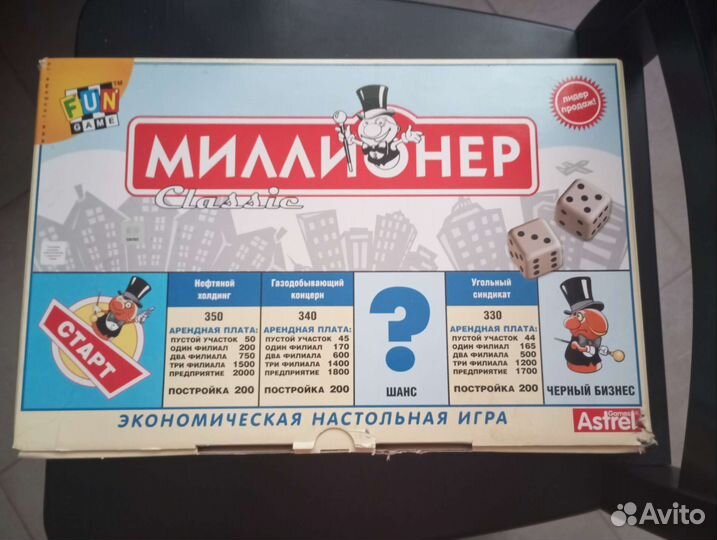 FUN
GAME
™
лидер
продаж!
МИЛЛИОНЕР
Classic
СТАРТ
Нефтяной
холдинг
350
АРЕНДНАЯ ПЛАТА:
ПУСТОЙ УЧАСТОК 50
ОДИН ФИЛИАЛ 200
ДВА ФИЛИАЛА 750
ТРИ ФИЛИАЛА 1500
ПРЕДПРИЯТИЕ 2000
ПОСТРОЙКА 200
Газодобывающий
концерн
340
АРЕНДНАЯ ПЛАТА:
ПУСТОЙ УЧАСТОК 45
ОДИН ФИЛИАЛ 170
ДВА ФИЛИАЛА 600
ТРИ ФИЛИАЛА 1400
ПРЕДПРИЯТИЕ 1800
ПОСТРОЙКА 200
?
ШАНС
Угольный
синдикат
330
АРЕНДНАЯ ПЛАТА:
ПУСТОЙ УЧАСТОК 44
ОДИН ФИЛИАЛ 165
ДВА ФИЛИАЛА 500
ТРИ ФИЛИАЛА 1200
ПРЕДПРИЯТИЕ 1700
ПОСТРОЙКА 200
ЧЕРНЫЙ БИЗНЕС
ЭКОНОМИЧЕСКАЯ НАСТОЛЬНАЯ ИГРА
Games
Astrel
Avito